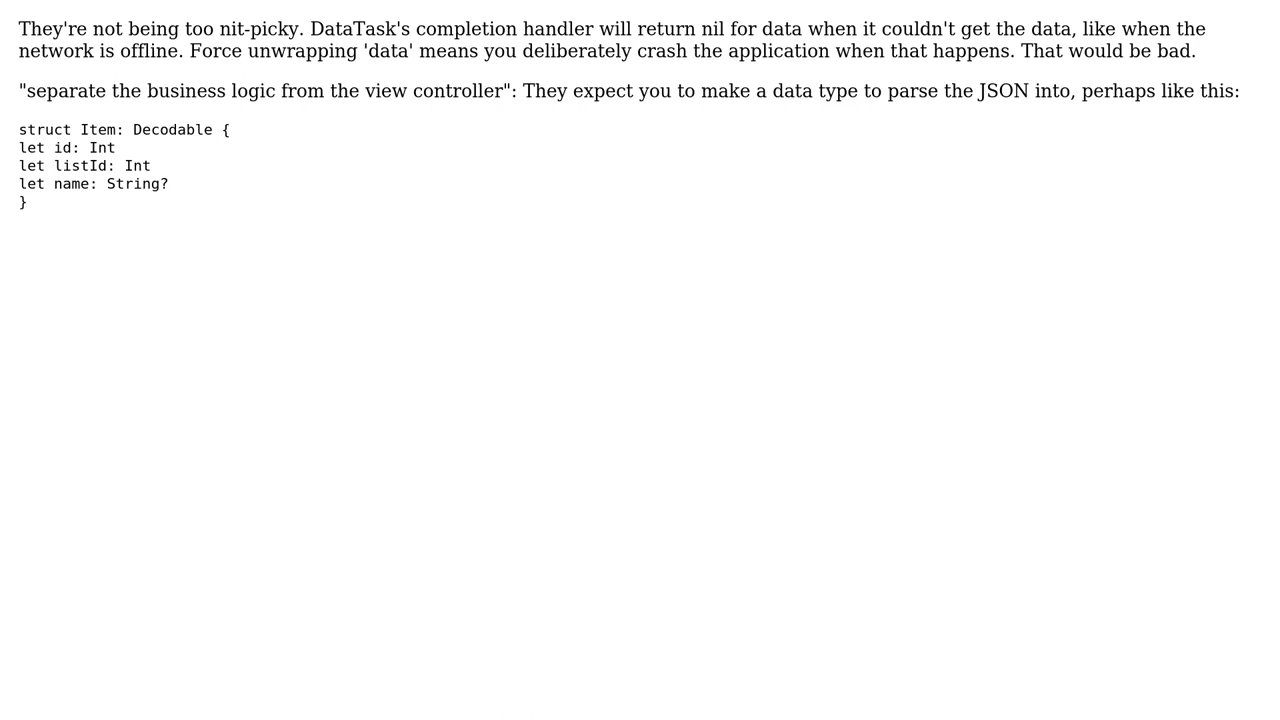 They're not being too nit-picky. DataTask's completion handler will return nil for data when it couldn't get the data, like when the
network is offline. Force unwrapping 'data' means you deliberately crash the application when that happens. That would be bad.
"separate the business logic from the view controller": They expect you to make a data type to parse the JSON into, perhaps like this:
struct Item: Decodable {
let id: Int
let listId: Int
let name: String?
}